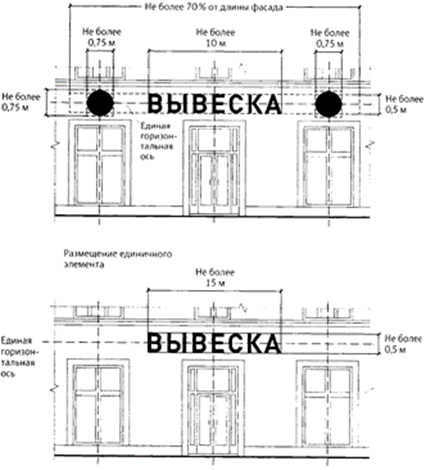 Не более 70% от длины фасада
Не более
0,75 м
Не более
10 м
Не более
0,75 м
Не более
0,75 м
ВЫВЕСКА
Не более
0,5 м
Единая
горизон-
тальная
ось
Размещение единичного
элемента
Не более
15 м
Единая
горизон-
тальная
ось
ВЫВЕСКА
Не более
0,5 м